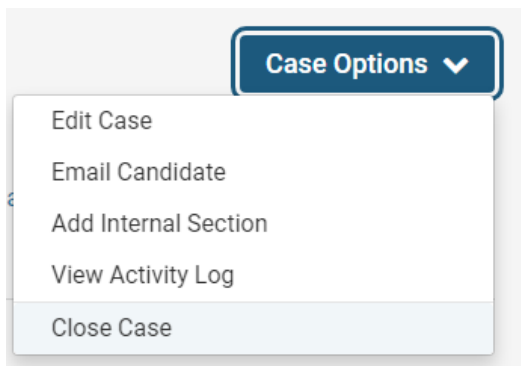 Case Options
Edit Case
Email Candidate
Add Internal Section
View Activity Log
Close Case